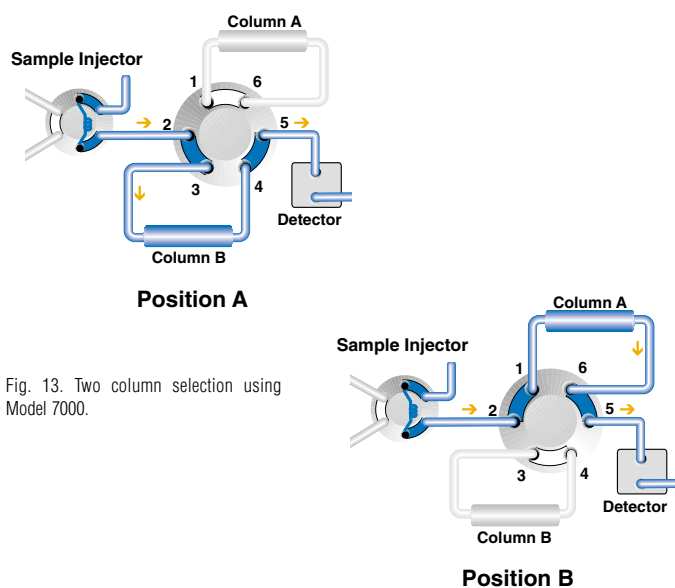 Column A
Sample Injector
1 6
2 5
3 4
Detector
Column B
Position A
Column A
Sample Injector
1 6
2 5
3 4
Detector
Column B
Position B
Fig. 13. Two column selection using
Model 7000.